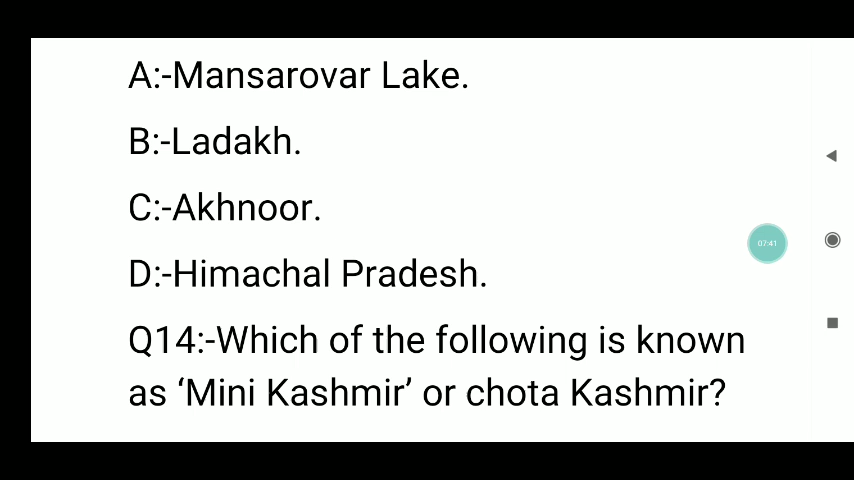 A:-Mansarovar Lake.
B:-Ladakh.
C:-Akhnoor.
D:-Himachal Pradesh.
07:41
Q14:-Which of the following is known
as ‘Mini Kashmir’ or chota Kashmir?